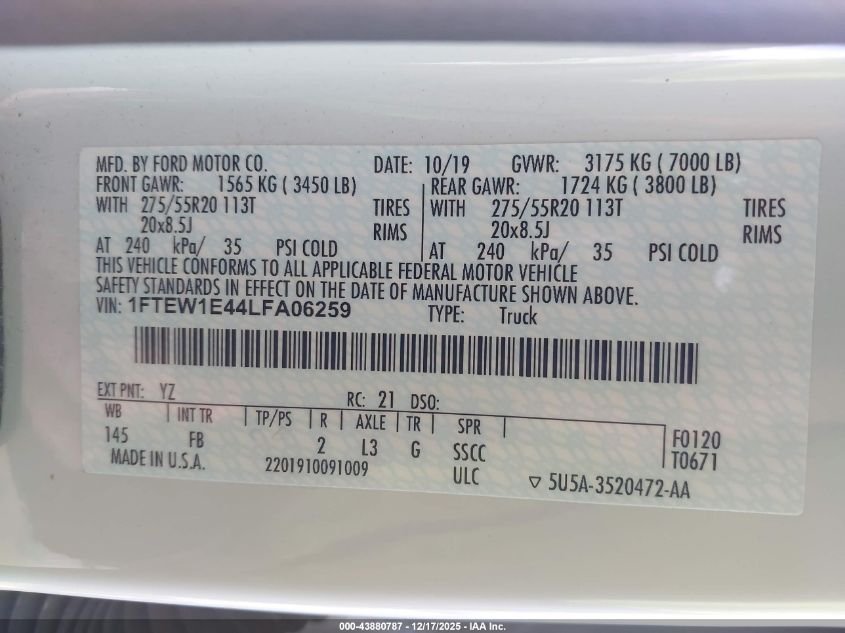 MFD. BY FORD MOTOR CO. DATE: 10/19 GVWR: 3175 KG ( 7000 LB)
FRONT GAWR: 1565 KG ( 3450 LB) REAR GAWR: 1724 KG ( 3800 LB)
WITH 275/55R20 113T TIRES WITH 275/55R20 113T TIRES
20x8.5J RIMS 20x8.5J RIMS
AT 240 kPa/ 35 PSI COLD AT 240 kPa/ 35 PSI COLD
THIS VEHICLE CONFORMS TO ALL APPLICABLE FEDERAL MOTOR VEHICLE
SAFETY STANDARDS IN EFFECT ON THE DATE OF MANUFACTURE SHOWN ABOVE.
VIN: 1FTEW1E44LFA06259 TYPE: Truck
EXT PNT: YZ RC: 21 DSO:
WB INT TR TP/PS R AXLE TR SPR
145 FB 2 L3 G SSCC F0120
MADE IN U.S.A. 2201910091009 ULC T0671
5U5A-3520472-AA
000-43880787 - 12/17/2025 - IAA Inc.